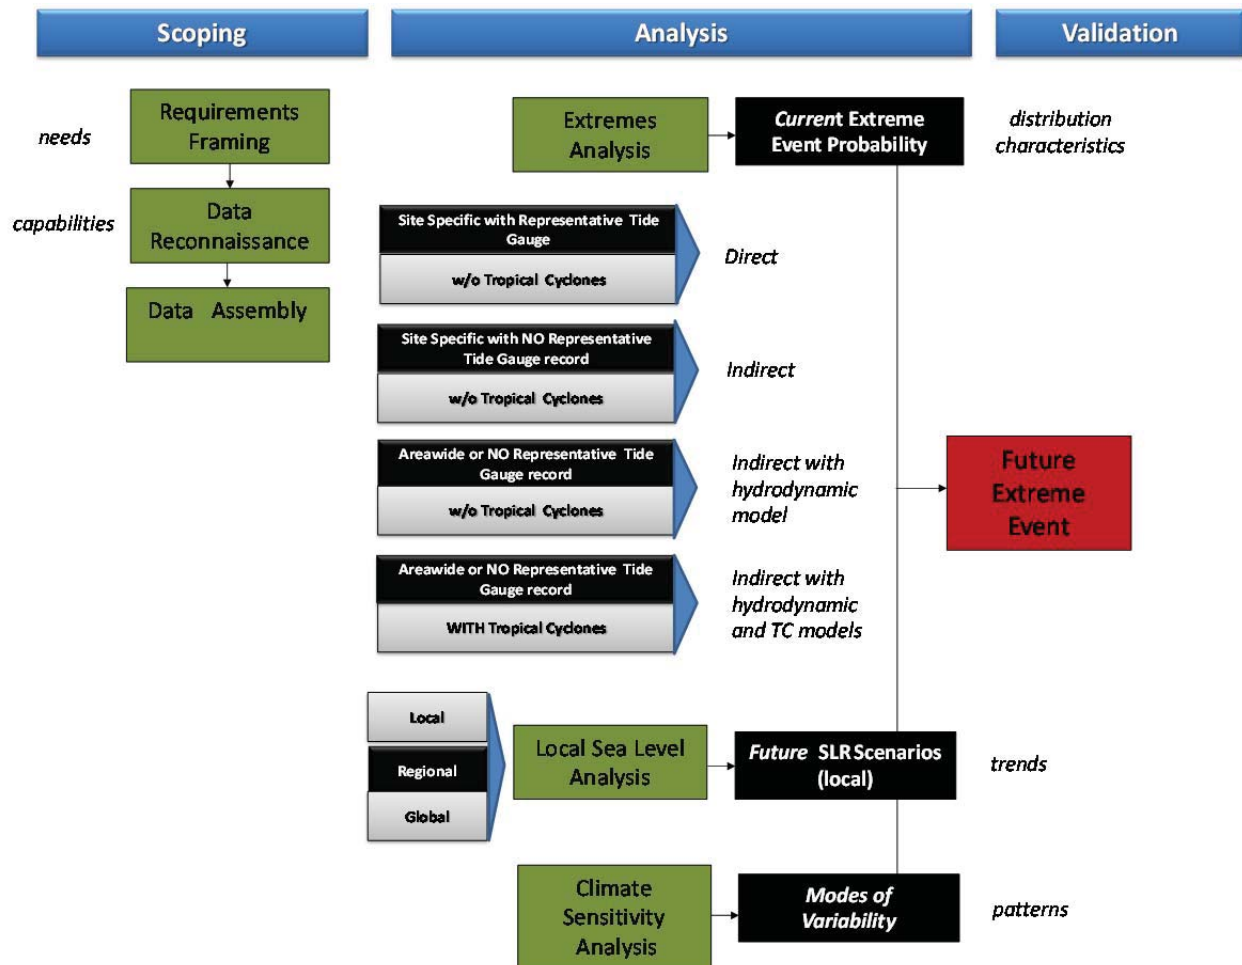 Scoping
Analysis
Validation
needs
Requirements
Framing
capabilities
Data
Reconnaissance
Data Assembly
Extremes
Analysis
Current Extreme
Event Probability
distribution
characteristics
Site Specific with Representative Tide
Gauge
w/o Tropical Cyclones
Direct
Site Specific with NO Representative
Tide Gauge record
w/o Tropical Cyclones
Indirect
Areawide or NO Representative Tide
Gauge record
w/o Tropical Cyclones
Indirect with
hydrodynamic
model
Areawide or NO Representative Tide
Gauge record
WITH Tropical Cyclones
Indirect with
hydrodynamic
and TC models
Future
Extreme
Event
Local
Regional
Global
Local Sea Level
Analysis
Future SLR Scenarios
(local)
trends
Climate
Sensitivity
Analysis
Modes of
Variability
patterns